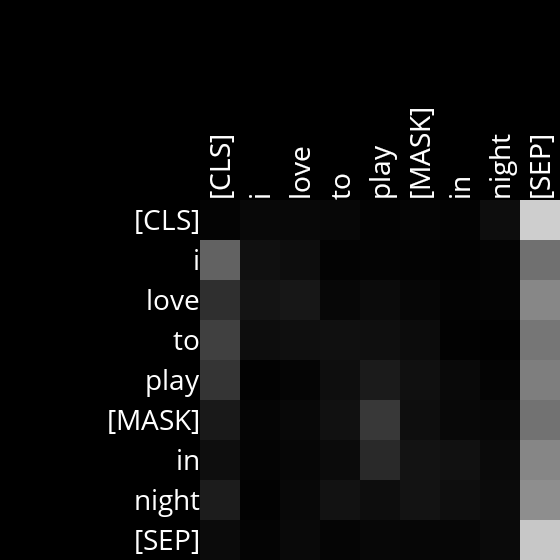 [CLS] i love to play [MASK] in night [SEP]
[CLS]
i
love
to
play
[MASK]
in
night
[SEP]